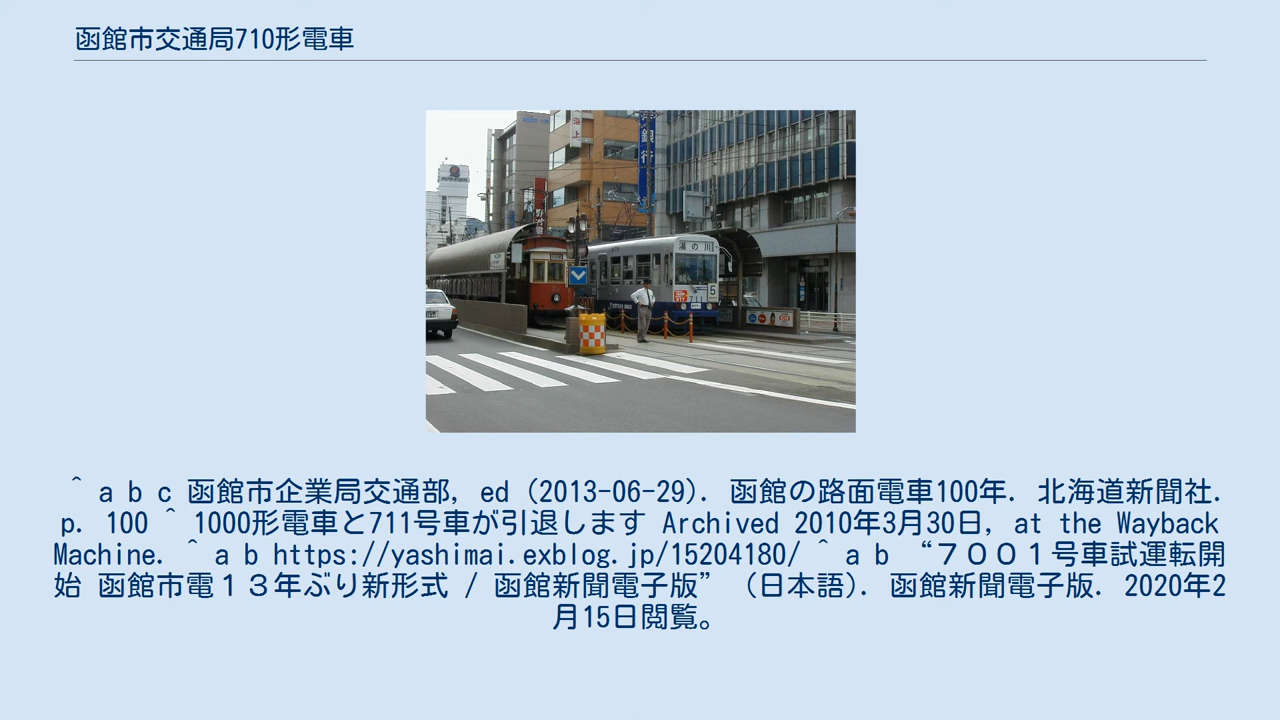 函館市交通局710形電車
銀行
湯の川
5
711
^ a b c 函館市企業局交通部, ed (2013-06-29). 函館の路面電車100年. 北海道新聞社.
p. 100 ^ 1000形電車と711号車が引退します Archived 2010年3月30日, at the Wayback
Machine. ^ a b https://yashimai.exblog.jp/15204180/ ^ a b “７００１号車試運転開
始 函館市電１３年ぶり新形式 / 函館新聞電子版” (日本語). 函館新聞電子版. 2020年2
月15日閲覧。